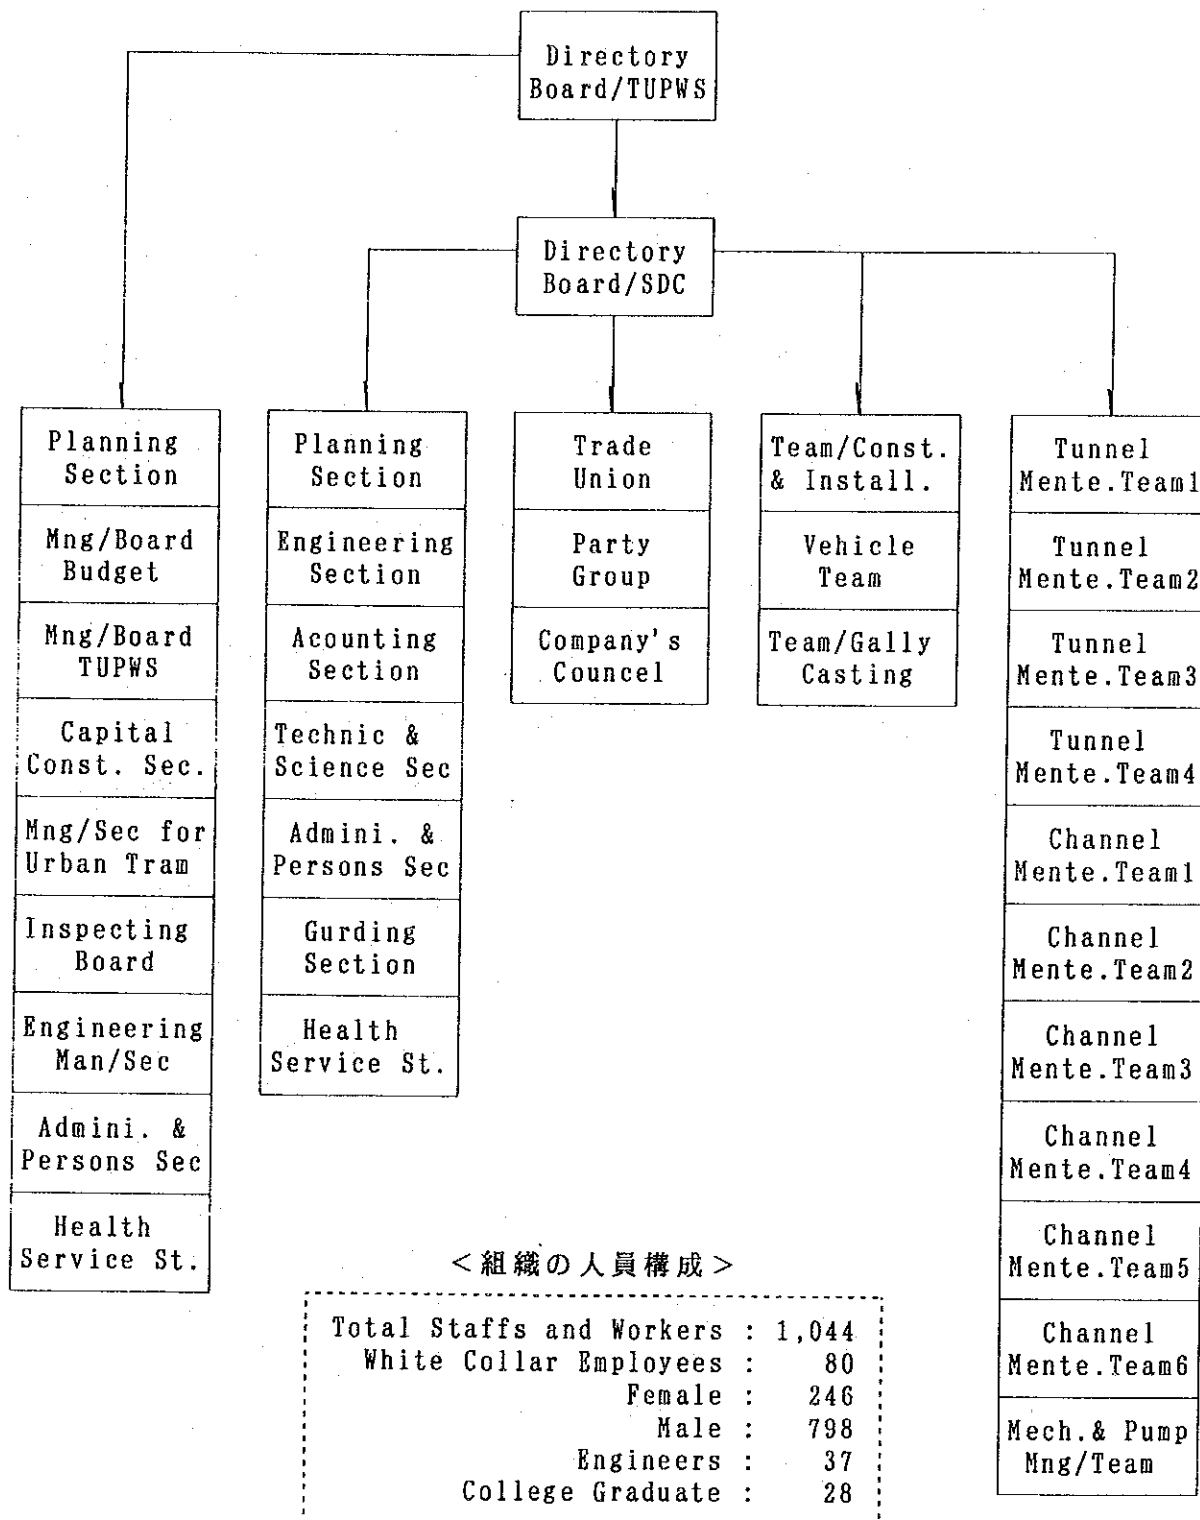 Directory
Board/TUPWS
Directory
Board/SDC
Planning
Section
Mng/Board
Budget
Mng/Board
TUPWS
Capital
Const. Sec.
Mng/Sec for
Urban Tram
Inspecting
Board
Engineering
Man/Sec
Admini. &
Persons Sec
Health
Service St.
Planning
Section
Engineering
Section
Acounting
Section
Technic &
Science Sec
Admini. &
Persons Sec
Gurding
Section
Health
Service St.
Trade
Union
Party
Group
Company's
Councel
Team/Const.
& Install.
Vehicle
Team
Team/Gally
Casting
Tunnel
Mente.Team1
Tunnel
Mente.Team2
Tunnel
Mente.Team3
Tunnel
Mente.Team4
Channel
Mente.Team1
Channel
Mente.Team2
Channel
Mente.Team3
Channel
Mente.Team4
Channel
Mente.Team5
Channel
Mente.Team6
Mech.& Pump
Mng/Team
＜組織の人員構成＞
Total Staffs and Workers : 1,044
White Collar Employees : 80
Female : 246
Male : 798
Engineers : 37
College Graduate : 28